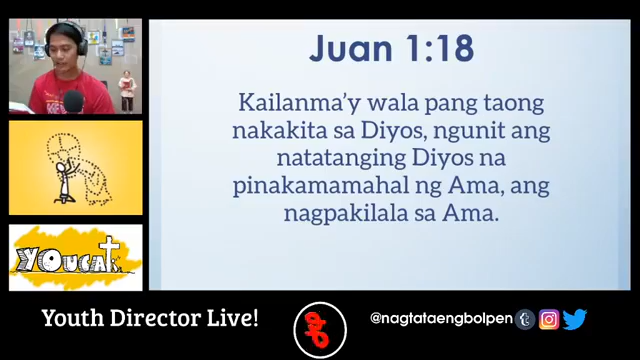 Juan 1:18
Kailanma’y wala pang taong
nakakita sa Diyos, ngunit ang
natatanging Diyos na
pinakamamahal ng Ama, ang
nagpakilala sa Ama.
YOUCAT
Youth Director Live!
@nagtataengbolpen